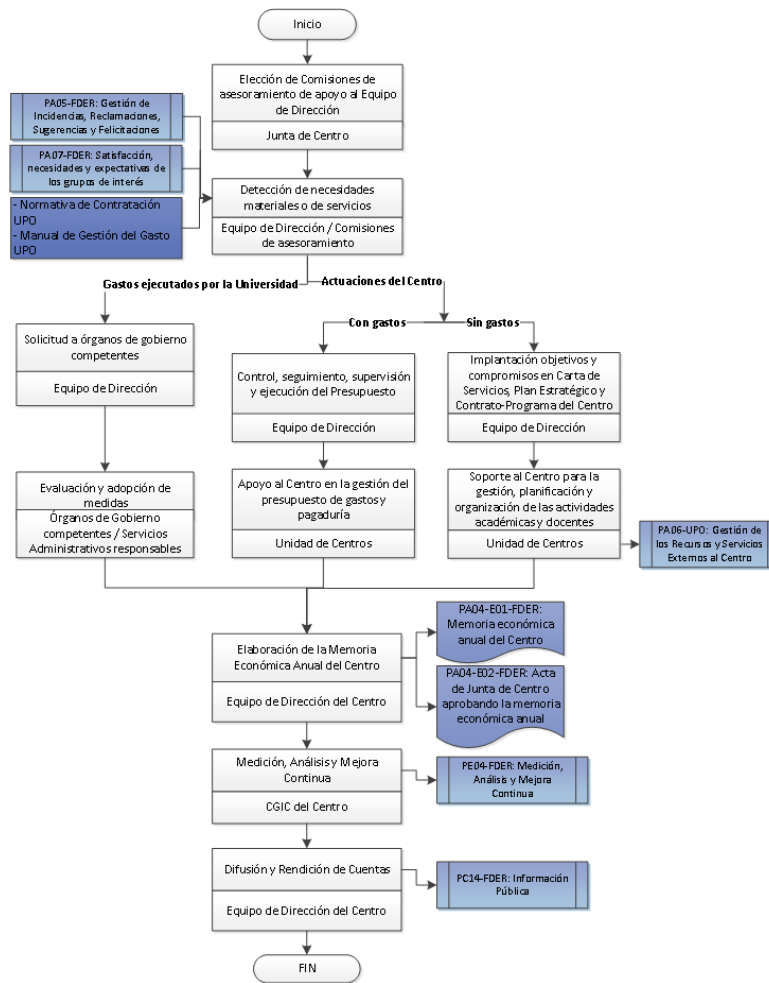 Inicio
Elección de Comisiones de
asesoramiento de apoyo al Equipo
de Dirección
Junta de Centro
PA05-FDER: Gestión de
Incidencias, Reclamaciones,
Sugerencias y Felicitaciones
PA07-FDER: Satisfacción,
necesidades y expectativas de
los grupos de interés
- Normativa de Contratación
UPO
- Manual de Gestión del Gasto
UPO
Detección de necesidades
materiales o de servicios
Equipo de Dirección / Comisiones
de asesoramiento
Gastos ejecutados por la Universidad
Actuaciones del Centro
Con gastos
Sin gastos
Solicitud a órganos de gobierno
competentes
Equipo de Dirección
Control, seguimiento, supervisión
y ejecución del Presupuesto
Equipo de Dirección
Implantación objetivos y
compromisos en Carta de
Servicios, Plan Estratégico y
Contrato-Programa del Centro
Equipo de Dirección
Evaluación y adopción de
medidas
Órganos de Gobierno
competentes / Servicios
Administrativos responsables
Apoyo al Centro en la gestión del
presupuesto de gastos y
pagaduría
Unidad de Centros
Soporte al Centro para la
gestión, planificación y
organización de las actividades
académicas y docentes
Unidad de Centros
PA06-UPO: Gestión de
los Recursos y Servicios
Externos al Centro
Elaboración de la Memoria
Económica Anual del Centro
Equipo de Dirección del Centro
PA04-E01-FDER:
Memoria económica
anual del Centro
PA04-E02-FDER: Acta
de Junta de Centro
aprobando la memoria
económica anual
Medición, Análisis y Mejora
Continua
CGIC del Centro
PE04-FDER: Medición,
Análisis y Mejora
Continua
Difusión y Rendición de Cuentas
Equipo de Dirección del Centro
PC14-FDER: Información
Pública
FIN